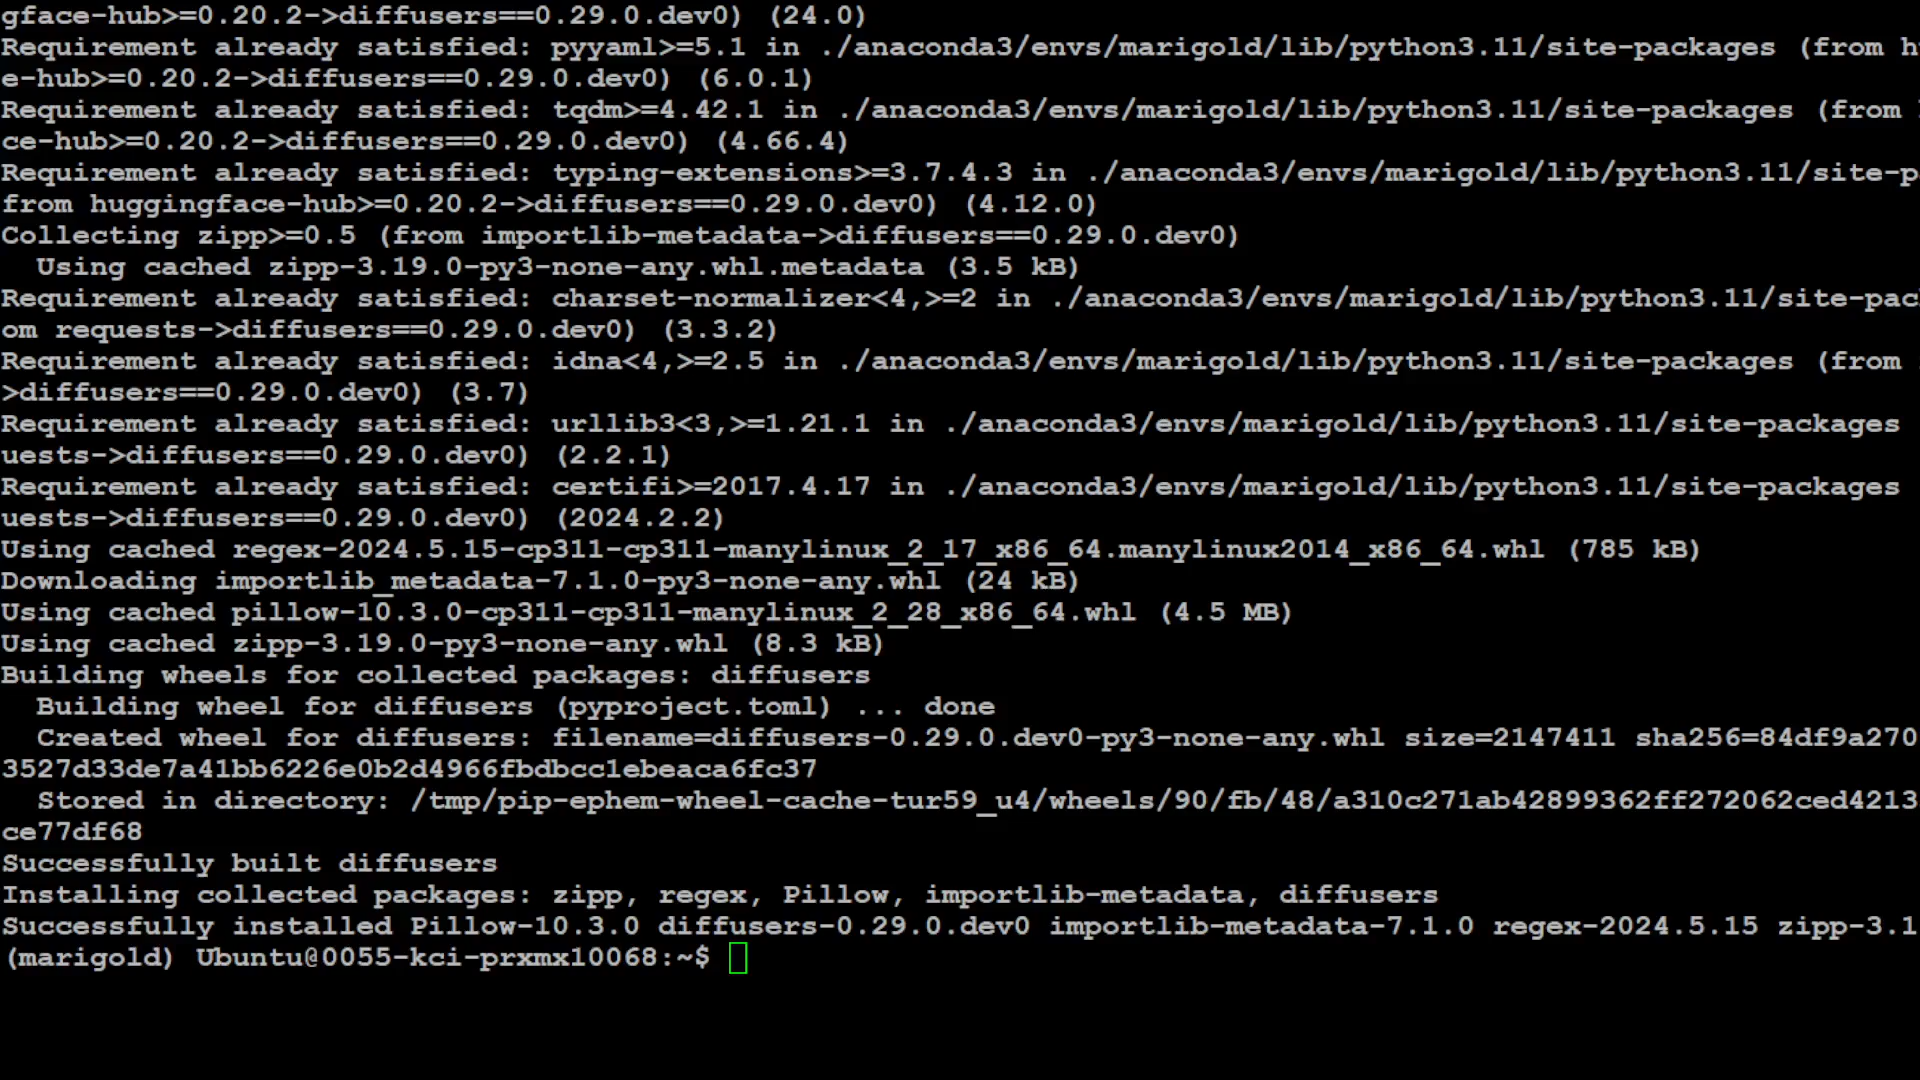 gface-hub>=0.20.2->diffusers==0.29.0.dev0) (24.0)
Requirement already satisfied: pyyaml>=5.1 in ./anaconda3/envs/marigold/lib/python3.11/site-packages (from h
e-hub>=0.20.2->diffusers==0.29.0.dev0) (6.0.1)
Requirement already satisfied: tqdm>=4.42.1 in ./anaconda3/envs/marigold/lib/python3.11/site-packages (from
ce-hub>=0.20.2->diffusers==0.29.0.dev0) (4.66.4)
Requirement already satisfied: typing-extensions>=3.7.4.3 in ./anaconda3/envs/marigold/lib/python3.11/site-p
from huggingface-hub>=0.20.2->diffusers==0.29.0.dev0) (4.12.0)
Collecting zipp>=0.5 (from importlib-metadata->diffusers==0.29.0.dev0)
  Using cached zipp-3.19.0-py3-none-any.whl.metadata (3.5 kB)
Requirement already satisfied: charset-normalizer<4,>=2 in ./anaconda3/envs/marigold/lib/python3.11/site-pac
om requests->diffusers==0.29.0.dev0) (3.3.2)
Requirement already satisfied: idna<4,>=2.5 in ./anaconda3/envs/marigold/lib/python3.11/site-packages (from
>diffusers==0.29.0.dev0) (3.7)
Requirement already satisfied: urllib3<3,>=1.21.1 in ./anaconda3/envs/marigold/lib/python3.11/site-packages
uests->diffusers==0.29.0.dev0) (2.2.1)
Requirement already satisfied: certifi>=2017.4.17 in ./anaconda3/envs/marigold/lib/python3.11/site-packages
uests->diffusers==0.29.0.dev0) (2024.2.2)
Using cached regex-2024.5.15-cp311-cp311-manylinux_2_17_x86_64.manylinux2014_x86_64.whl (785 kB)
Downloading importlib_metadata-7.1.0-py3-none-any.whl (24 kB)
Using cached pillow-10.3.0-cp311-cp311-manylinux_2_28_x86_64.whl (4.5 MB)
Using cached zipp-3.19.0-py3-none-any.whl (8.3 kB)
Building wheels for collected packages: diffusers
  Building wheel for diffusers (pyproject.toml) ... done
  Created wheel for diffusers: filename=diffusers-0.29.0.dev0-py3-none-any.whl size=2147411 sha256=84df9a270
3527d33de7a41bb6226e0b2d4966fbdbcc1ebeaca6fc37
  Stored in directory: /tmp/pip-ephem-wheel-cache-tur59_u4/wheels/90/fb/48/a310c271ab42899362ff272062ced4213
ce77df68
Successfully built diffusers
Installing collected packages: zipp, regex, Pillow, importlib-metadata, diffusers
Successfully installed Pillow-10.3.0 diffusers-0.29.0.dev0 importlib-metadata-7.1.0 regex-2024.5.15 zipp-3.1
(marigold) Ubuntu@0055-kci-prxmx10068:~$